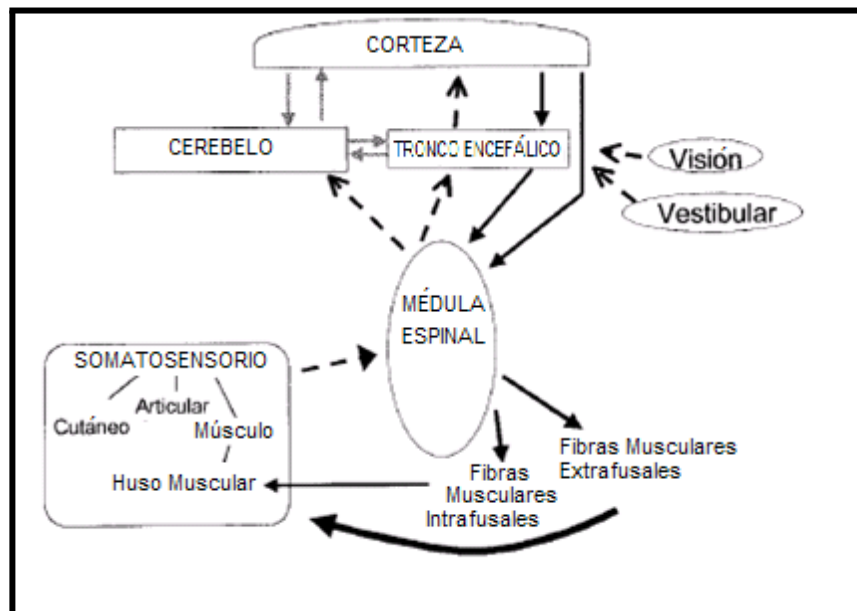 CORTEZA
CEREBELO
TRONCO ENCEFÁLICO
Visión
Vestibular
MÉDULA
ESPINAL
SOMATOSENSORIO
Cutáneo
Articular
Músculo
Huso Muscular
Fibras
Musculares
Intrafusales
Fibras Musculares
Extrafusales